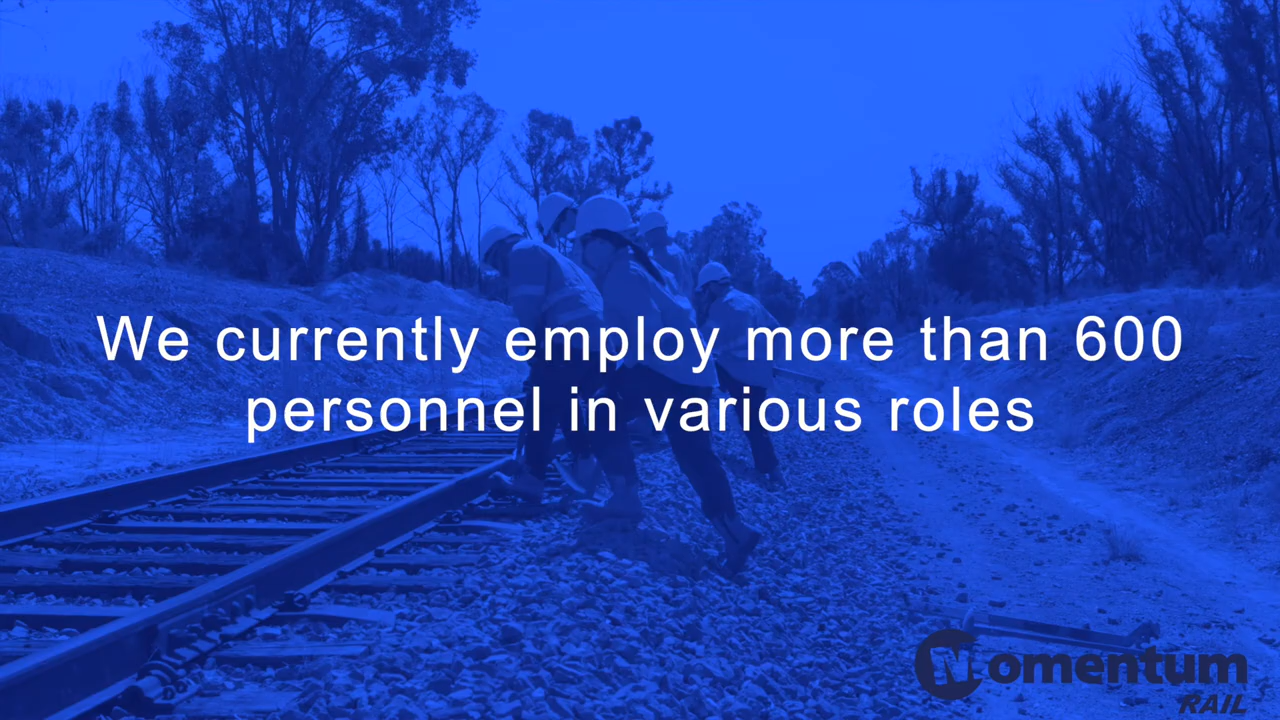 We currently employ more than 600
personnel in various roles
Momentum
RAIL